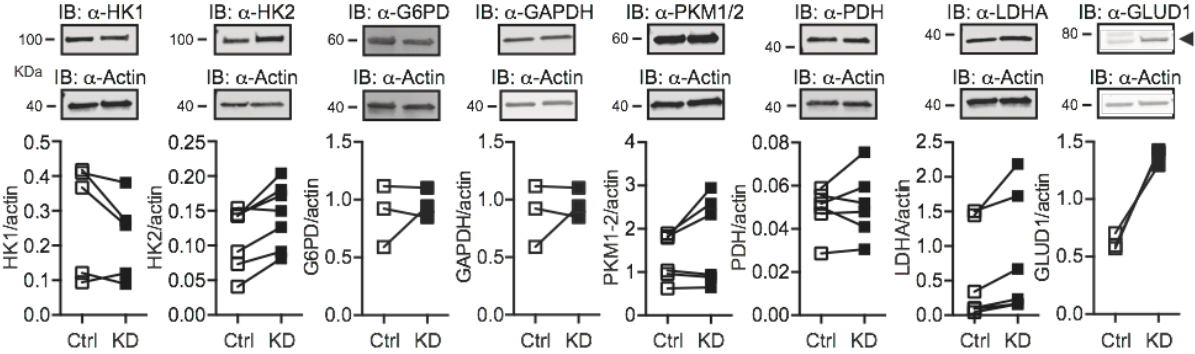 IB: α-HK1 IB: α-HK2 IB: α-G6PD IB: α-GAPDH IB: α-PKM1/2 IB: α-PDH IB: α-LDHA IB: α-GLUD1
100 100 60 60 40 40 80
KDa
IB: α-Actin IB: α-Actin IB: α-Actin IB: α-Actin IB: α-Actin IB: α-Actin IB: α-Actin IB: α-Actin
40 40 40 40 40 40 40 40
HK1/actin
0.5
0.4
0.3
0.2
0.1
0.0
Ctrl KD
HK2/actin
0.25
0.20
0.15
0.10
0.05
0.00
Ctrl KD
G6PD/actin
1.5
1.0
0.5
0.0
Ctrl KD
GAPDH/actin
1.5
1.0
0.5
0.0
Ctrl KD
PKM1-2/actin
4
3
2
1
0
Ctrl KD
PDH/actin
0.08
0.06
0.04
0.02
0.00
Ctrl KD
LDHA/actin
2.5
2.0
1.5
1.0
0.5
0.0
Ctrl KD
GLUD1/actin
1.5
1.0
0.5
0.0
Ctrl KD